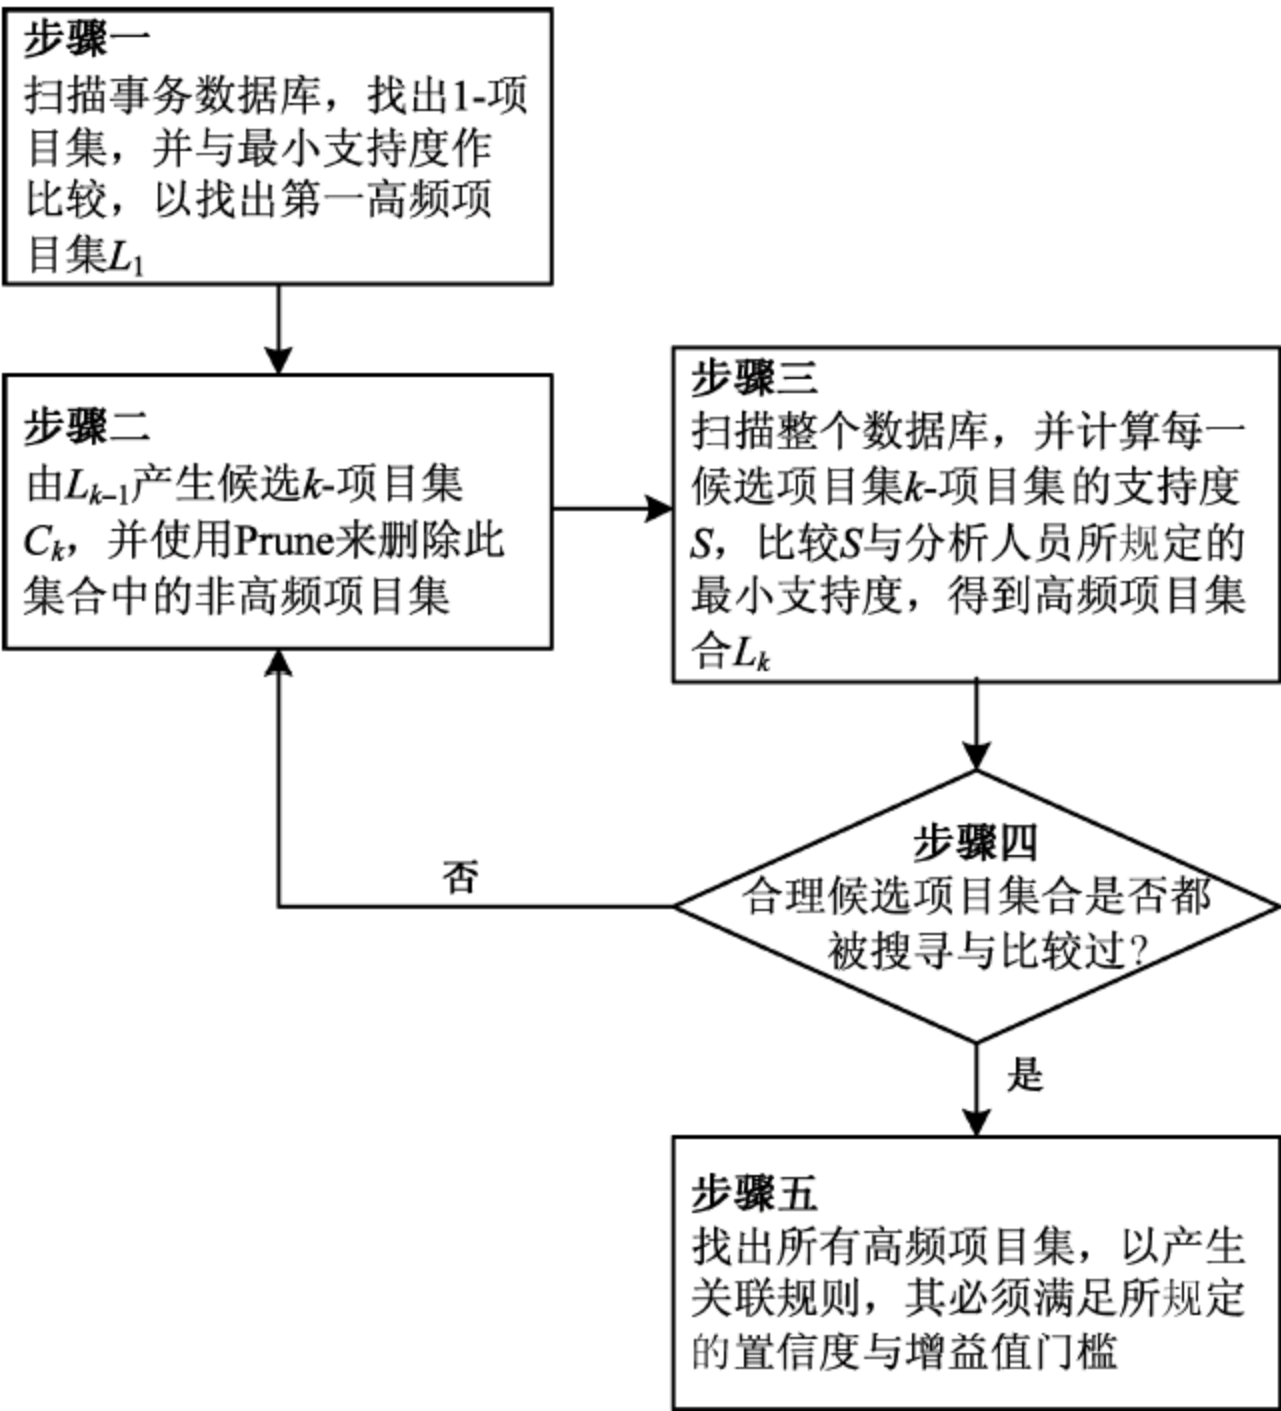 步骤一
扫描事务数据库，找出1-项
目集，并与最小支持度作
比较，以找出第一高频项
目集L1
步骤二
由Lk−1产生候选k-项目集
Ck，并使用Prune来删除此
集合中的非高频项目集
步骤三
扫描整个数据库，并计算每一
候选项目集k-项目集的支持度
S，比较S与分析人员所规定的
最小支持度，得到高频项目集
合Lk
步骤四
合理候选项目集合是否都
被搜寻与比较过？
否
是
步骤五
找出所有高频项目集，以产生
关联规则，其必须满足所规定
的置信度与增益值门槛